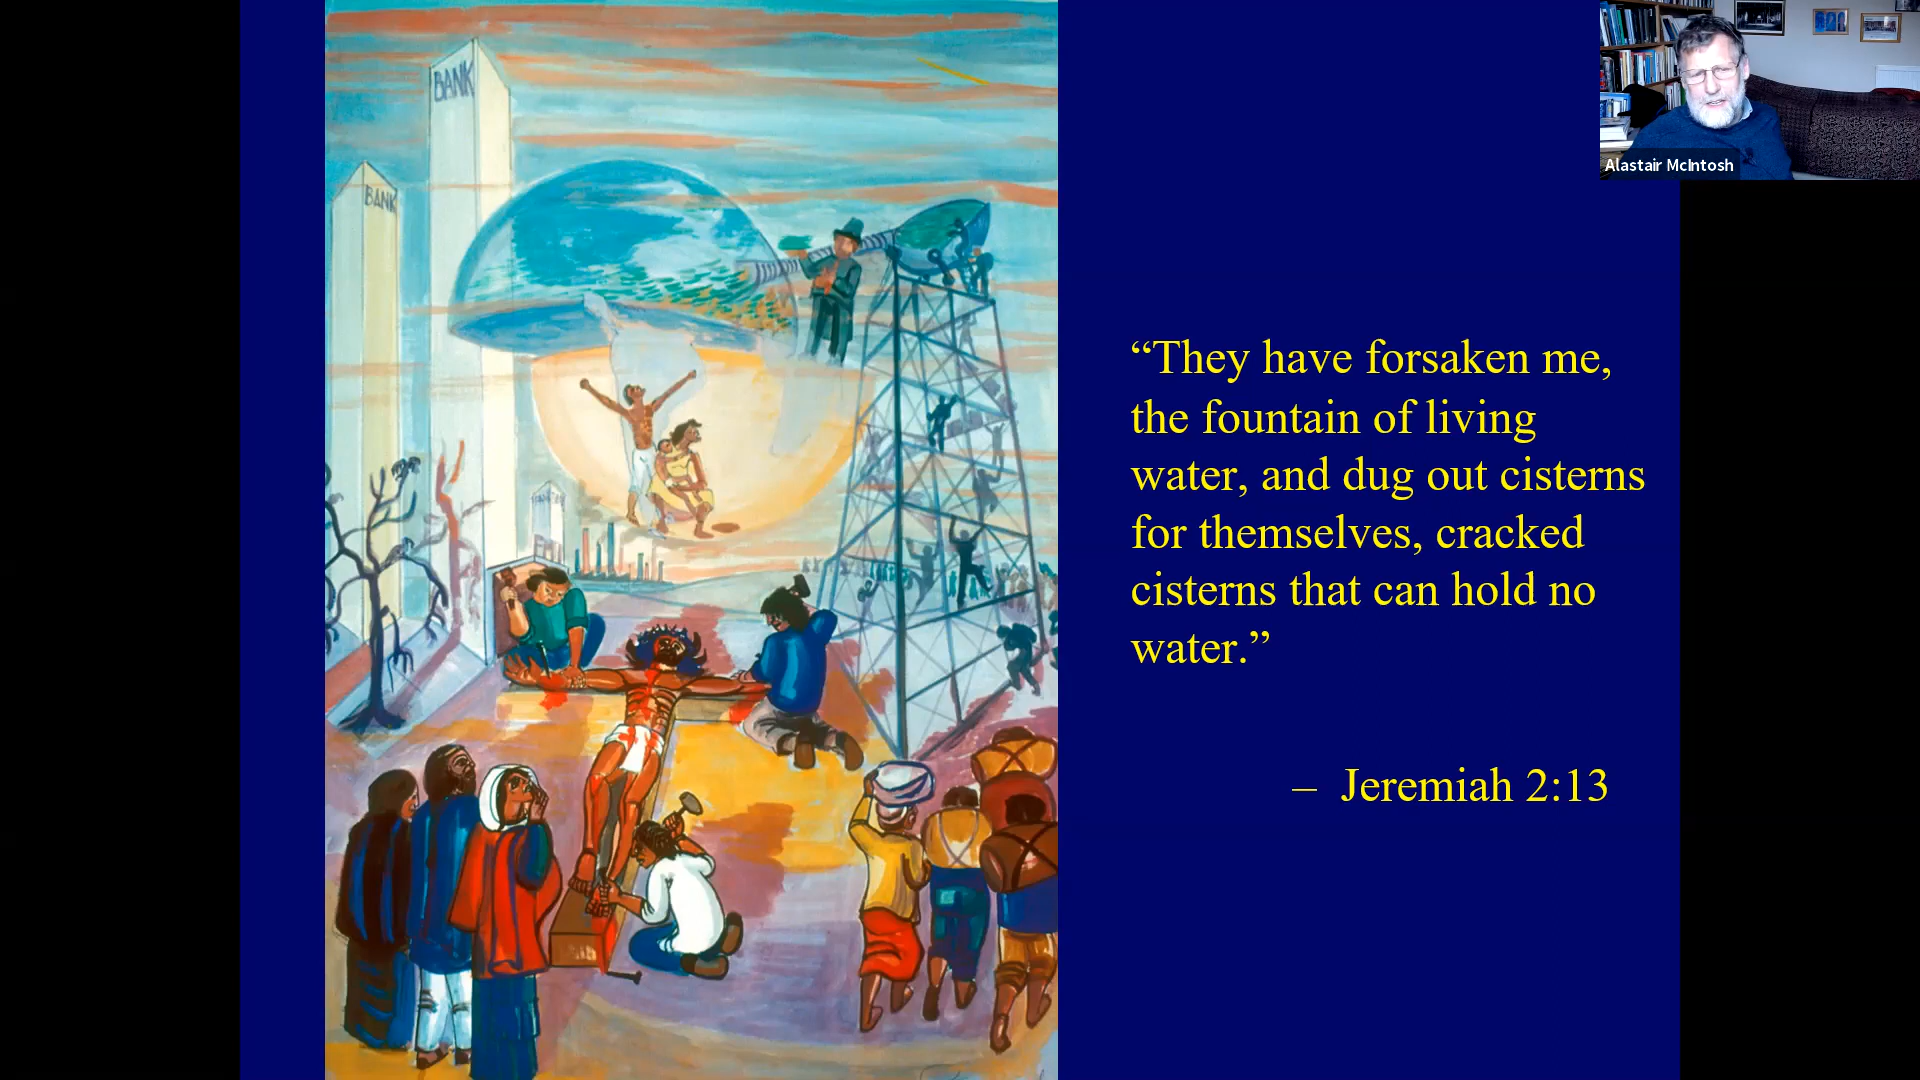 BANK
BANK
Alastair McIntosh
“They have forsaken me,
the fountain of living
water, and dug out cisterns
for themselves, cracked
cisterns that can hold no
water.”
– Jeremiah 2:13